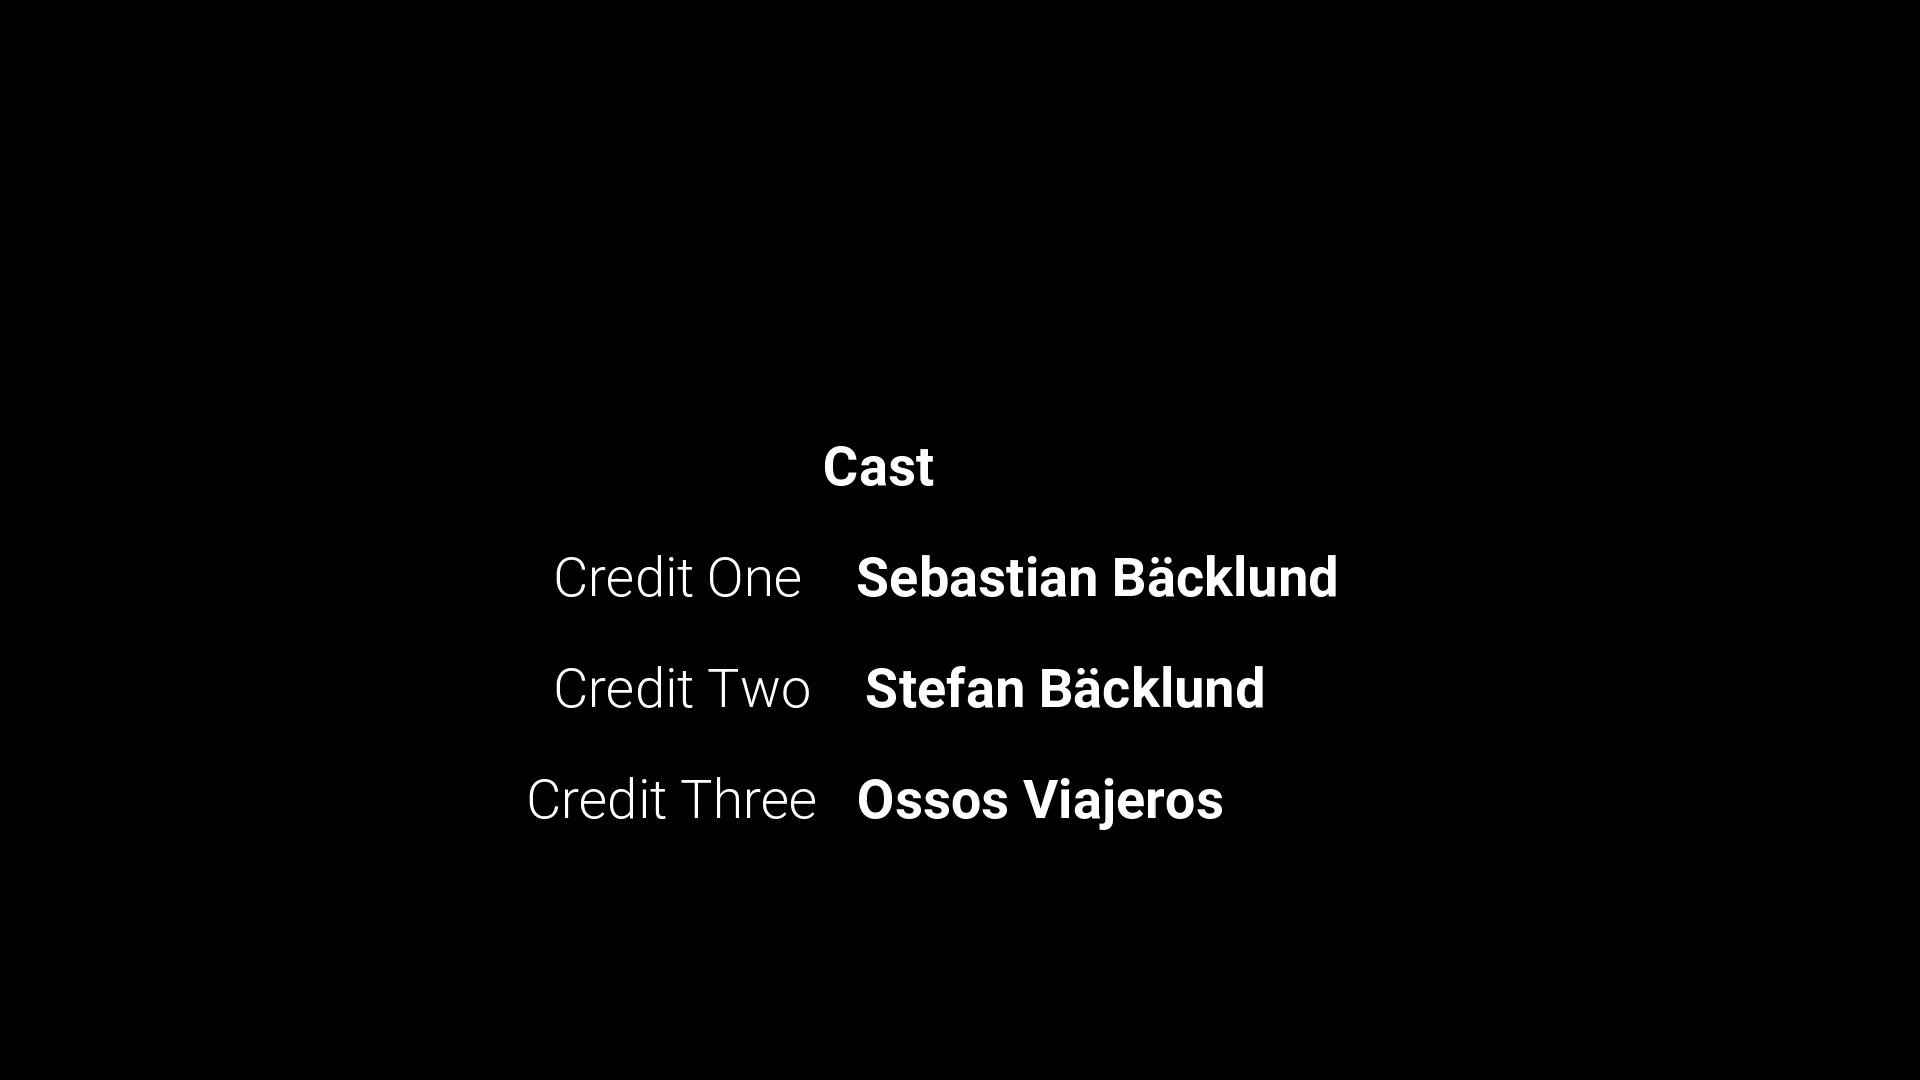 Cast
Credit One Sebastian Bäcklund
Credit Two Stefan Bäcklund
Credit Three Ossos Viajeros